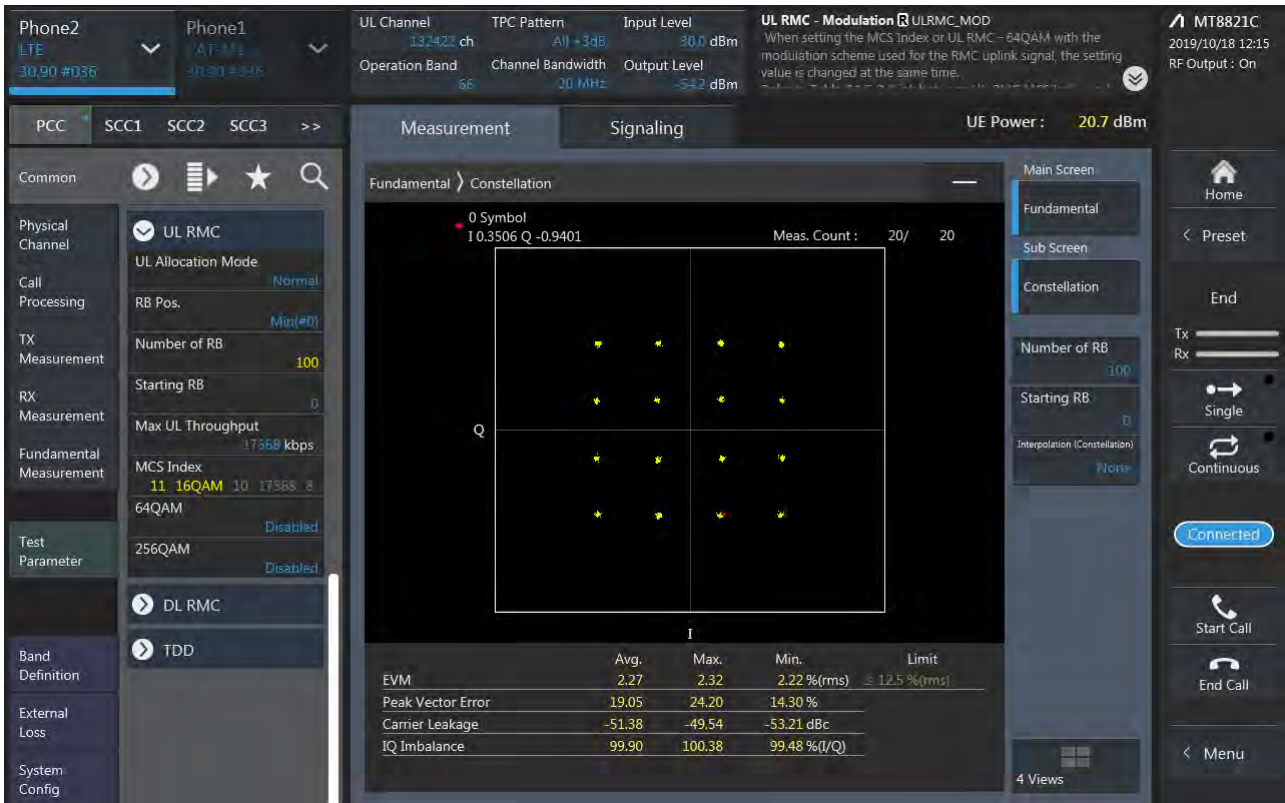 Phone2
LTE
30.90 #036
Phone1
UL Channel
132422 ch
Operation Band
66
TPC Pattern
All +3dB
Channel Bandwidth
20 MHz
Input Level
30.0 dBm
Output Level
dBm
UL RMC - Modulation R ULRMC_MOD
When setting the MCS Index or UL RMC – 64QAM with the
modulation scheme used for the RMC uplink signal, the setting
value is changed at the same time.
MT8821C
2019/10/18 12:15
RF Output : On
PCC SCC1 SCC2 SCC3 >>
Measurement
Signaling
UE Power : 20.7 dBm
Common
Physical
Channel
Call
Processing
TX
Measurement
RX
Measurement
Fundamental
Measurement
Test
Parameter
Band
Definition
External
Loss
System
Config
UL RMC
UL Allocation Mode
Normal
RB Pos.
Min(#0)
Number of RB
100
Starting RB
0
Max UL Throughput
17568 kbps
MCS Index
11 16QAM 10 17568 8
64QAM
Disabled
256QAM
Disabled
DL RMC
TDD
Fundamental Constellation
0 Symbol
I 0.3506 Q -0.9401
Meas. Count : 20/ 20
Q
I
Avg. Max. Min. Limit
EVM 2.27 2.32 2.22 %(rms) ≤ 12.5 %(rms)
Peak Vector Error 19.05 24.20 14.30 %
Carrier Leakage -51.38 -49.54 -53.21 dBc
IQ Imbalance 99.90 100.38 99.48 %(I/Q)
Main Screen
Fundamental
Sub Screen
Constellation
Number of RB
100
Starting RB
0
Interpolation (Constellation)
None
4 Views
Home
< Preset
End
Tx
Rx
Single
Continuous
Connected
Start Call
End Call
< Menu